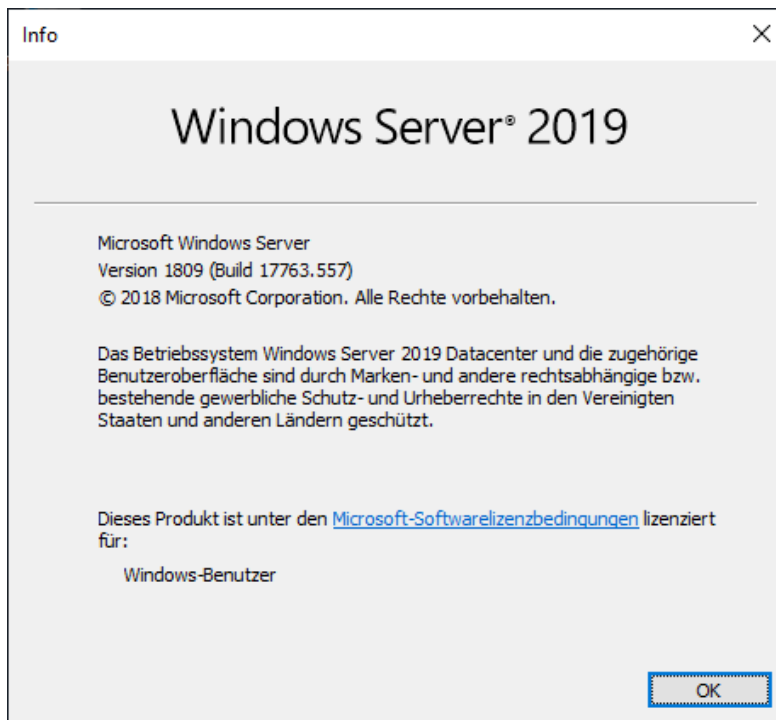 Info
Windows Server® 2019
Microsoft Windows Server
Version 1809 (Build 17763.557)
© 2018 Microsoft Corporation. Alle Rechte vorbehalten.
Das Betriebssystem Windows Server 2019 Datacenter und die zugehörige
Benutzeroberfläche sind durch Marken- und andere rechtsabhängige bzw.
bestehende gewerbliche Schutz- und Urheberrechte in den Vereinigten
Staaten und anderen Ländern geschützt.
Dieses Produkt ist unter den Microsoft-Softwarelizenzbedingungen lizenziert
für:
Windows-Benutzer
OK